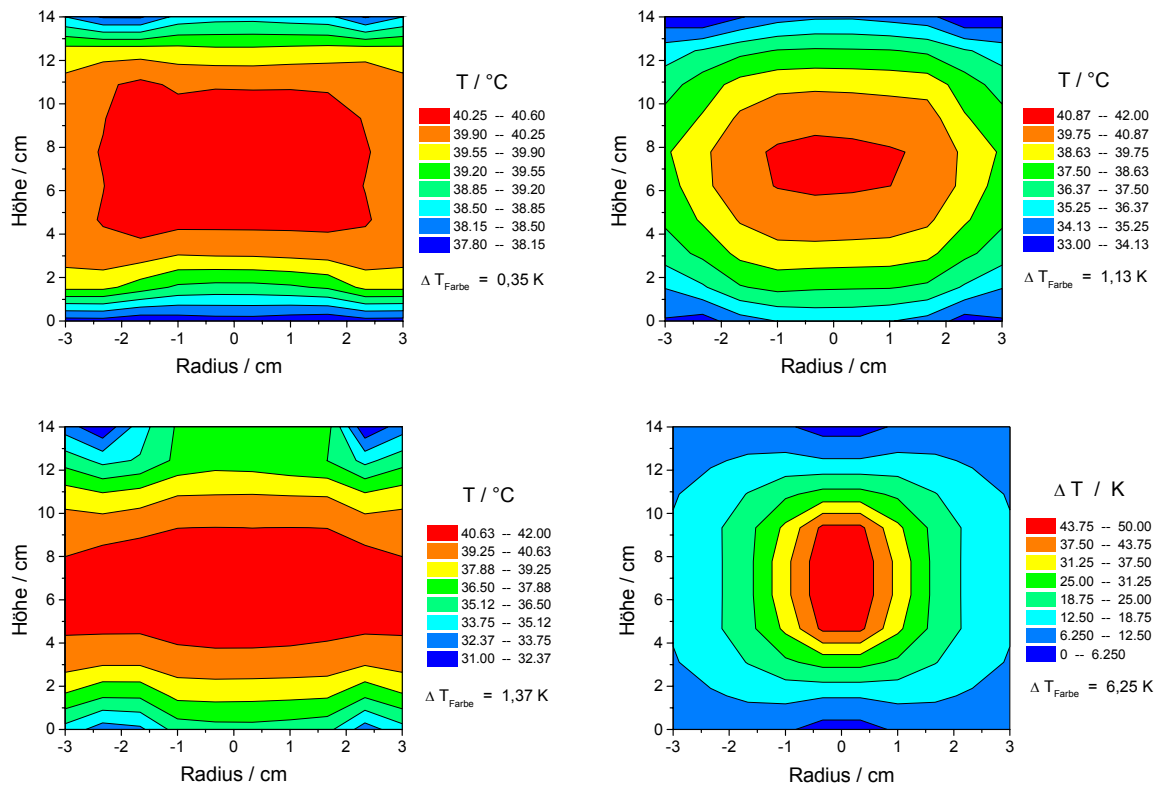 14
12
10
8
6
4
2
0
Höhe / cm
-3 -2 -1 0 1 2 3
Radius / cm
T / °C
40.25 -- 40.60
39.90 -- 40.25
39.55 -- 39.90
39.20 -- 39.55
38.85 -- 39.20
38.50 -- 38.85
38.15 -- 38.50
37.80 -- 38.15
Δ T Farbe = 0,35 K
14
12
10
8
6
4
2
0
Höhe / cm
-3 -2 -1 0 1 2 3
Radius / cm
T / °C
40.87 -- 42.00
39.75 -- 40.87
38.63 -- 39.75
37.50 -- 38.63
36.37 -- 37.50
35.25 -- 36.37
34.13 -- 35.25
33.00 -- 34.13
Δ T Farbe = 1,13 K
14
12
10
8
6
4
2
0
Höhe / cm
-3 -2 -1 0 1 2 3
Radius / cm
T / °C
40.63 -- 42.00
39.25 -- 40.63
37.88 -- 39.25
36.50 -- 37.88
35.12 -- 36.50
33.75 -- 35.12
32.37 -- 33.75
31.00 -- 32.37
Δ T Farbe = 1,37 K
14
12
10
8
6
4
2
0
Höhe / cm
-3 -2 -1 0 1 2 3
Radius / cm
Δ T / K
43.75 -- 50.00
37.50 -- 43.75
31.25 -- 37.50
25.00 -- 31.25
18.75 -- 25.00
12.50 -- 18.75
6.250 -- 12.50
0 -- 6.250
Δ T Farbe = 6,25 K